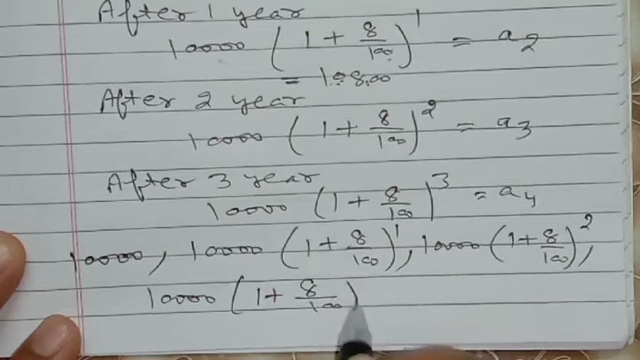 After 1 year
10000 (1 + 8/100)^1 = a2
= 10800
After 2 year
10000 (1 + 8/100)^2 = a3
After 3 year
10000 (1 + 8/100)^3 = a4
10000, 10000 (1 + 8/100)^1, 10000 (1 + 8/100)^2,
10000 (1 + 8/100)